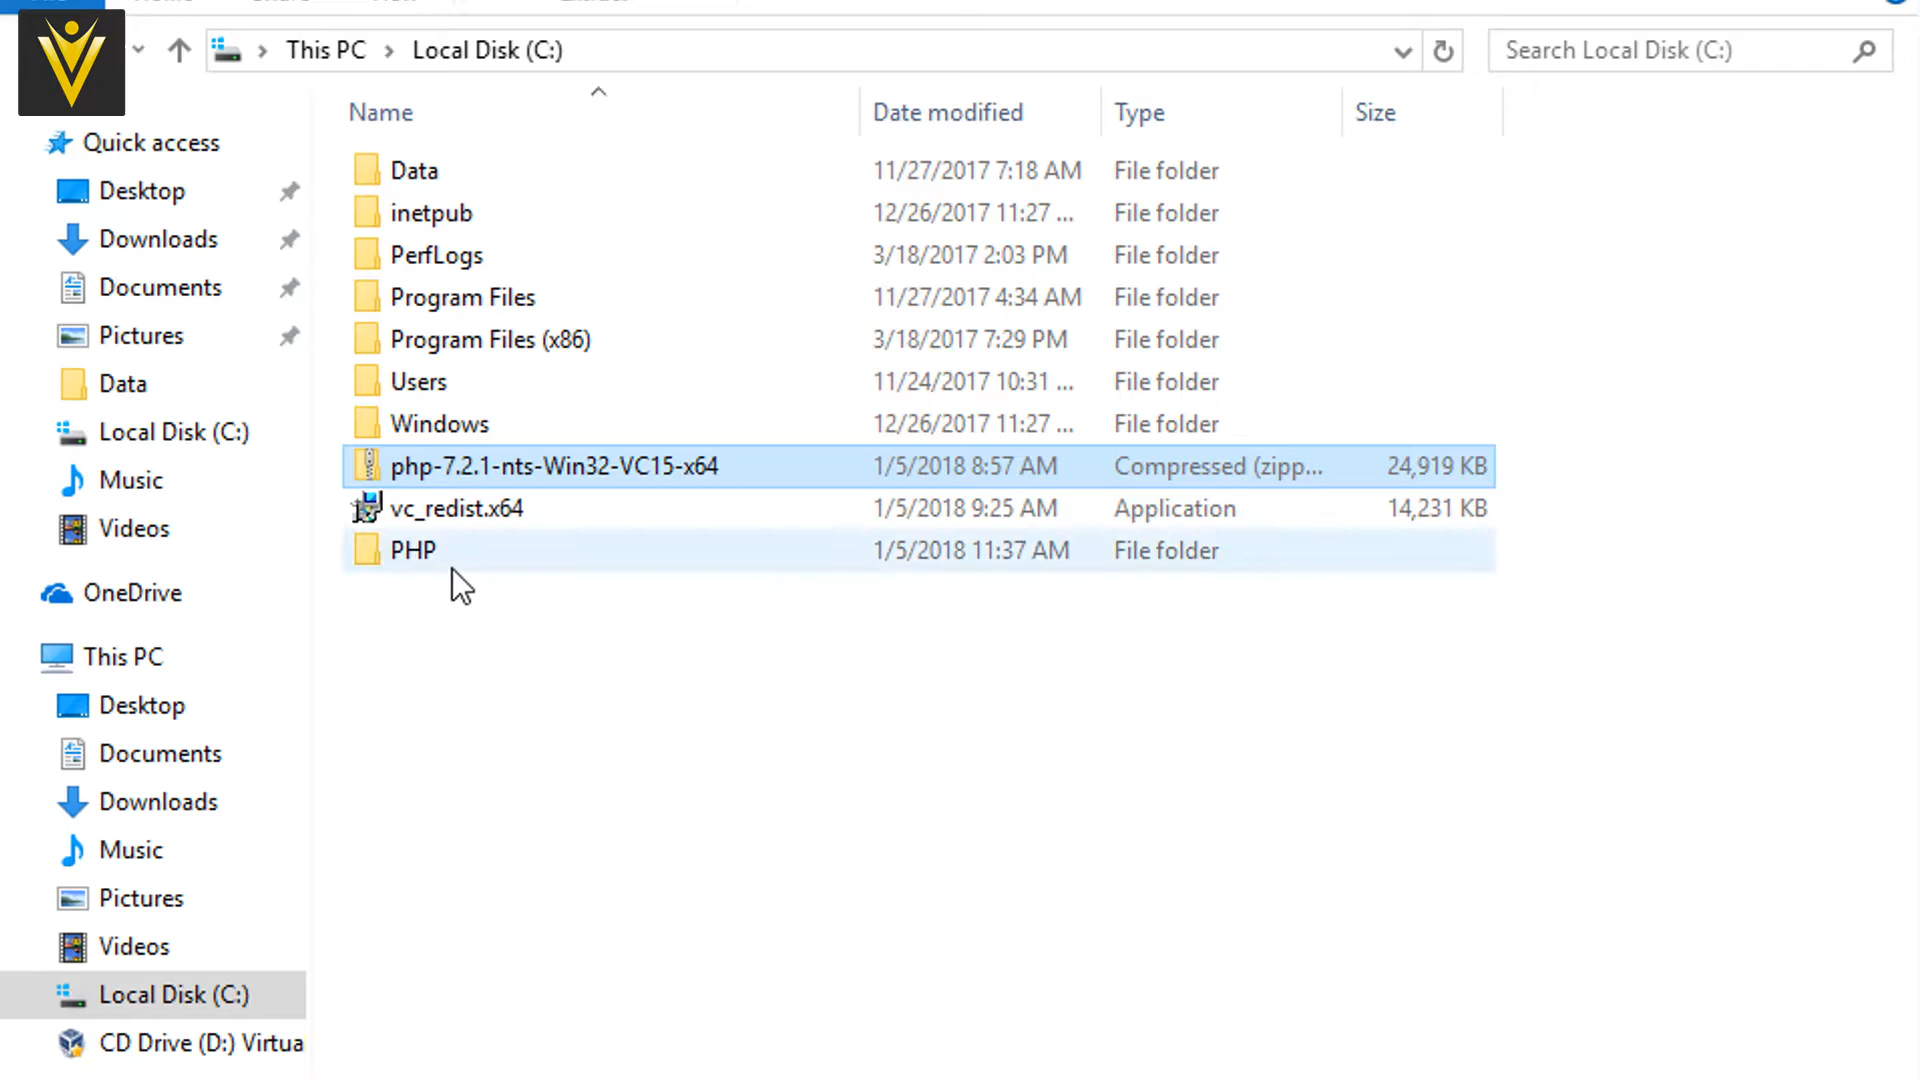 This PC > Local Disk (C:)
Search Local Disk (C:)
Name Date modified Type Size
Quick access
Desktop
Downloads
Documents
Pictures
Data
Local Disk (C:)
Music
Videos
OneDrive
This PC
Desktop
Documents
Downloads
Music
Pictures
Videos
Local Disk (C:)
CD Drive (D:) Virtua
Data 11/27/2017 7:18 AM File folder
inetpub 12/26/2017 11:27 ... File folder
PerfLogs 3/18/2017 2:03 PM File folder
Program Files 11/27/2017 4:34 AM File folder
Program Files (x86) 3/18/2017 7:29 PM File folder
Users 11/24/2017 10:31 ... File folder
Windows 12/26/2017 11:27 ... File folder
php-7.2.1-nts-Win32-VC15-x64 1/5/2018 8:57 AM Compressed (zipp... 24,919 KB
vc_redist.x64 1/5/2018 9:25 AM Application 14,231 KB
PHP 1/5/2018 11:37 AM File folder